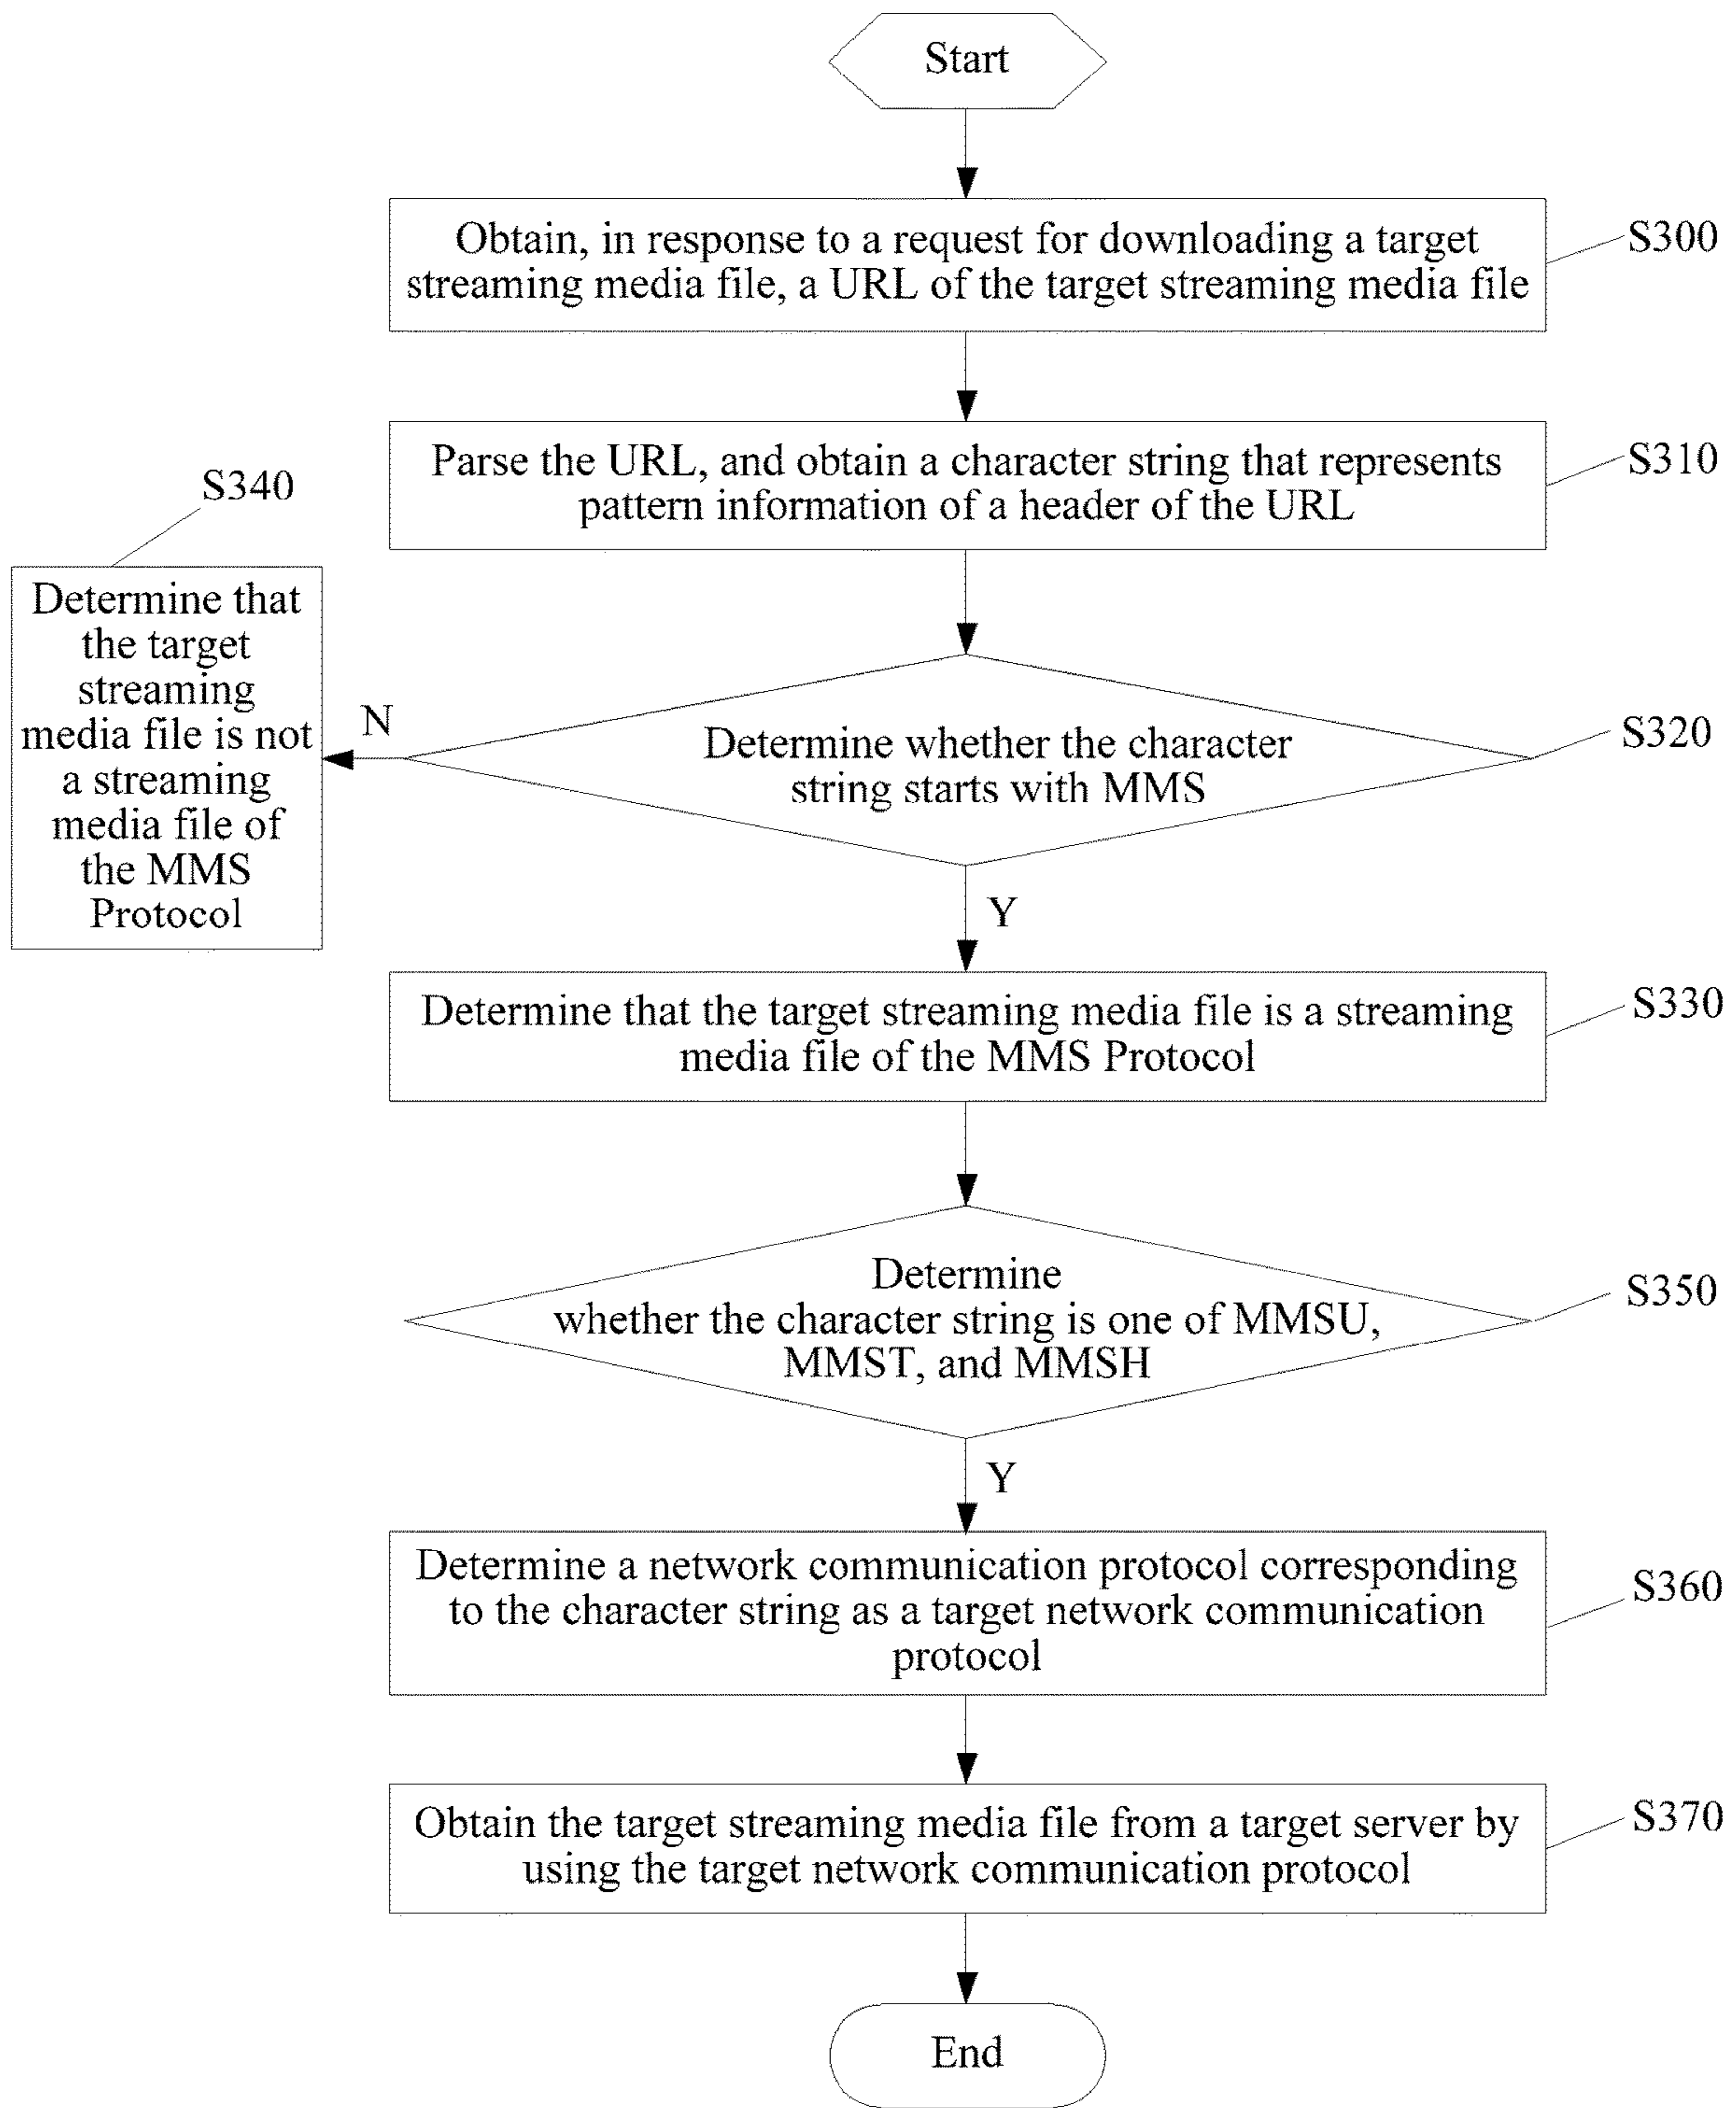 Start
Obtain, in response to a request for downloading a target
streaming media file, a URL of the target streaming media file
S300
Parse the URL, and obtain a character string that represents
pattern information of a header of the URL
S310
S340
Determine that
the target
streaming
media file is not
a streaming
media file of
the MMS
Protocol
N
Determine whether the character
string starts with MMS
S320
Y
Determine that the target streaming media file is a streaming
media file of the MMS Protocol
S330
Determine
whether the character string is one of MMSU,
MMST, and MMSH
S350
Y
Determine a network communication protocol corresponding
to the character string as a target network communication
protocol
S360
Obtain the target streaming media file from a target server by
using the target network communication protocol
S370
End